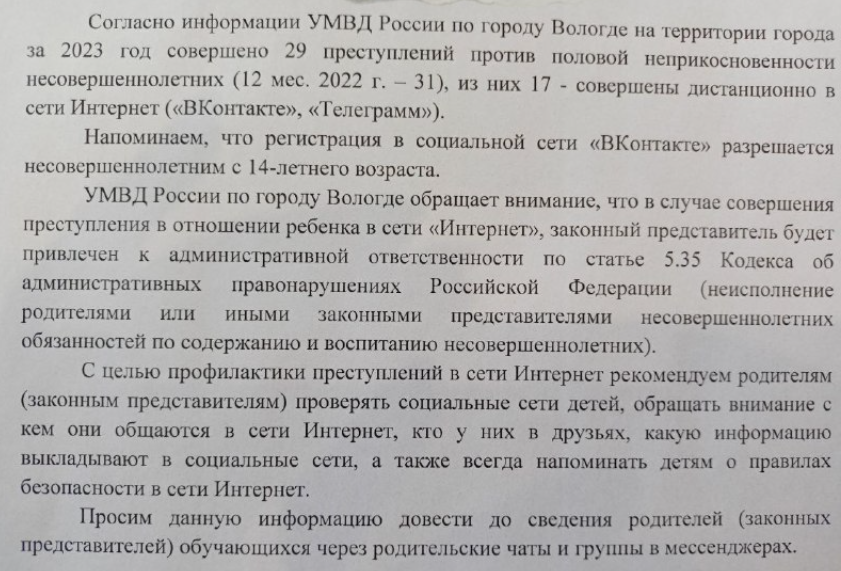 Согласно информации УМВД России по городу Вологде на территории города
за 2023 год совершено 29 преступлений против половой неприкосновенности
несовершеннолетних (12 мес. 2022 г. – 31), из них 17 - совершены дистанционно в
сети Интернет («ВКонтакте», «Телеграмм»).
Напоминаем, что регистрация в социальной сети «ВКонтакте» разрешается
несовершеннолетним с 14-летнего возраста.
УМВД России по городу Вологде обращает внимание, что в случае совершения
преступления в отношении ребенка в сети «Интернет», законный представитель будет
привлечен к административной ответственности по статье 5.35 Кодекса об
административных правонарушениях Российской Федерации (неисполнение
родителями или иными законными представителями несовершеннолетних
обязанностей по содержанию и воспитанию несовершеннолетних).
С целью профилактики преступлений в сети Интернет рекомендуем родителям
(законным представителям) проверять социальные сети детей, обращать внимание с
кем они общаются в сети Интернет, кто у них в друзьях, какую информацию
выкладывают в социальные сети, а также всегда напоминать детям о правилах
безопасности в сети Интернет.
Просим данную информацию довести до сведения родителей (законных
представителей) обучающихся через родительские чаты и группы в мессенджерах.